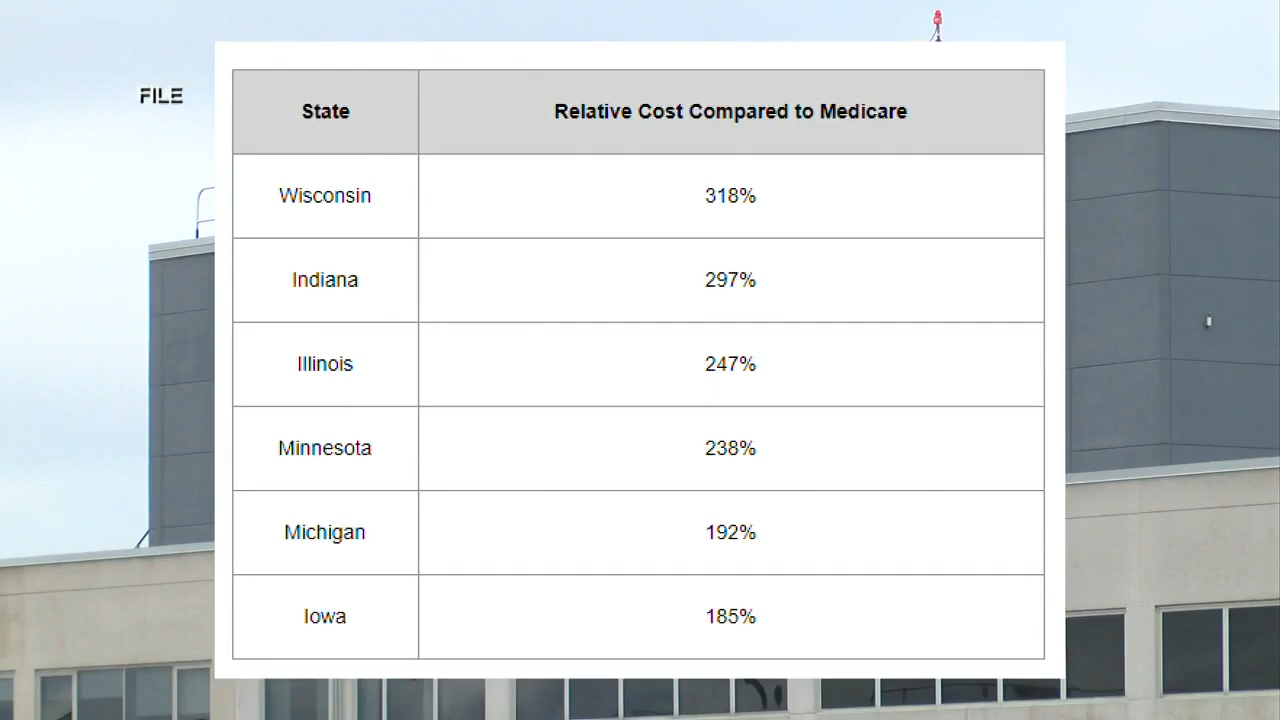 FILE
State Relative Cost Compared to Medicare
Wisconsin 318%
Indiana 297%
Illinois 247%
Minnesota 238%
Michigan 192%
Iowa 185%